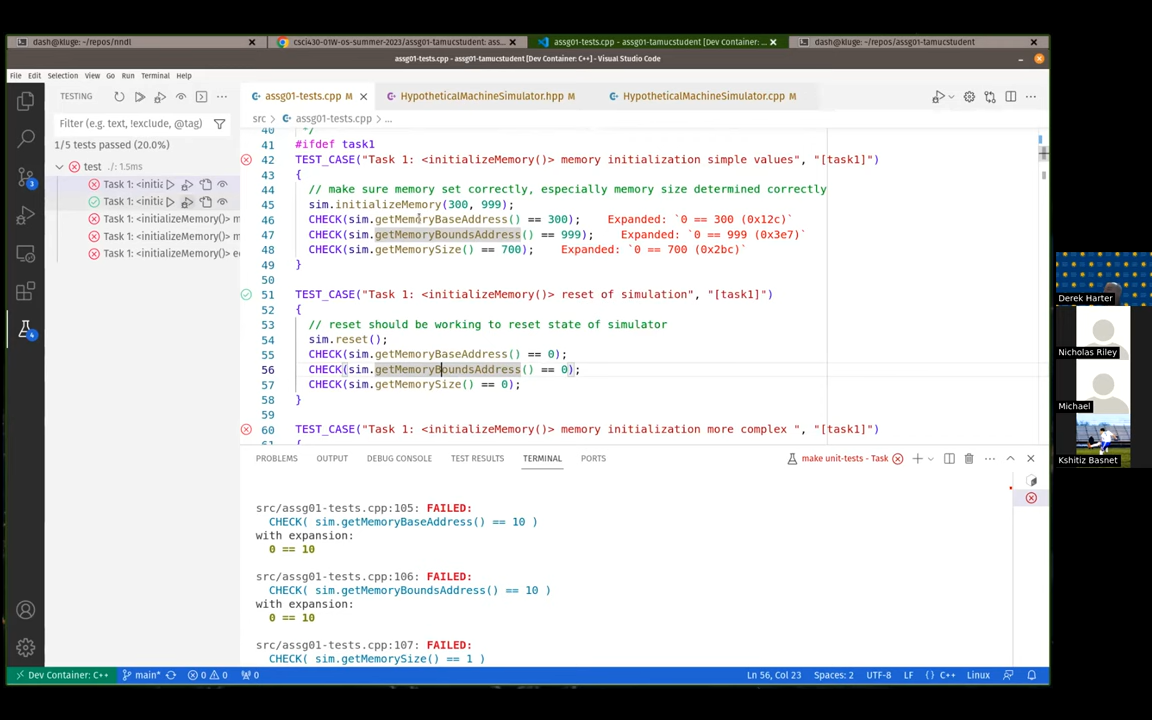 dash@kluge: ~/repos/nndl
csci430-01W-os-summer-2023/assg01-tamucstudent: ass...
assg01-tests.cpp - assg01-tamucstudent [Dev Container: C++] ...
dash@kluge: ~/repos/assg01-tamucstudent
assg01-tests.cpp - assg01-tamucstudent [Dev Container: C++] - Visual Studio Code
File Edit Selection View Go Run Terminal Help
TESTING
assg01-tests.cpp M
HypotheticalMachineSimulator.hpp M
HypotheticalMachineSimulator.cpp M
src > assg01-tests.cpp > ...
Filter (e.g. text, !exclude, @tag)
1/5 tests passed (20.0%)
test ./: 1.5ms
Task 1: <initia
Task 1: <initia
Task 1: <initializeMemory()> m
Task 1: <initializeMemory()> m
Task 1: <initializeMemory()> ec
3
4
40 */
41 #ifdef task1
42 TEST_CASE("Task 1: <initializeMemory()> memory initialization simple values", "[task1]")
43 {
44 // make sure memory set correctly, especially memory size determined correctly
45 sim.initializeMemory(300, 999);
46 CHECK(sim.getMemoryBaseAddress() == 300); Expanded: `0 == 300 (0x12c)`
47 CHECK(sim.getMemoryBoundsAddress() == 999); Expanded: `0 == 999 (0x3e7)`
48 CHECK(sim.getMemorySize() == 700); Expanded: `0 == 700 (0x2bc)`
49 }
50
51 TEST_CASE("Task 1: <initializeMemory()> reset of simulation", "[task1]")
52 {
53 // reset should be working to reset state of simulator
54 sim.reset();
55 CHECK(sim.getMemoryBaseAddress() == 0);
56 CHECK(sim.getMemoryBoundsAddress() == 0);
57 CHECK(sim.getMemorySize() == 0);
58 }
59
60 TEST_CASE("Task 1: <initializeMemory()> memory initialization more complex ", "[task1]")
61 {
PROBLEMS OUTPUT DEBUG CONSOLE TEST RESULTS TERMINAL PORTS
make unit-tests - Task
src/assg01-tests.cpp:105: FAILED:
CHECK( sim.getMemoryBaseAddress() == 10 )
with expansion:
0 == 10
src/assg01-tests.cpp:106: FAILED:
CHECK( sim.getMemoryBoundsAddress() == 10 )
with expansion:
0 == 10
src/assg01-tests.cpp:107: FAILED:
CHECK( sim.getMemorySize() == 1 )
Dev Container: C++ main* 0 0 0
Ln 56, Col 23 Spaces: 2 UTF-8 LF {} C++ Linux
Derek Harter
Nicholas Riley
Michael
Kshitiz Basnet